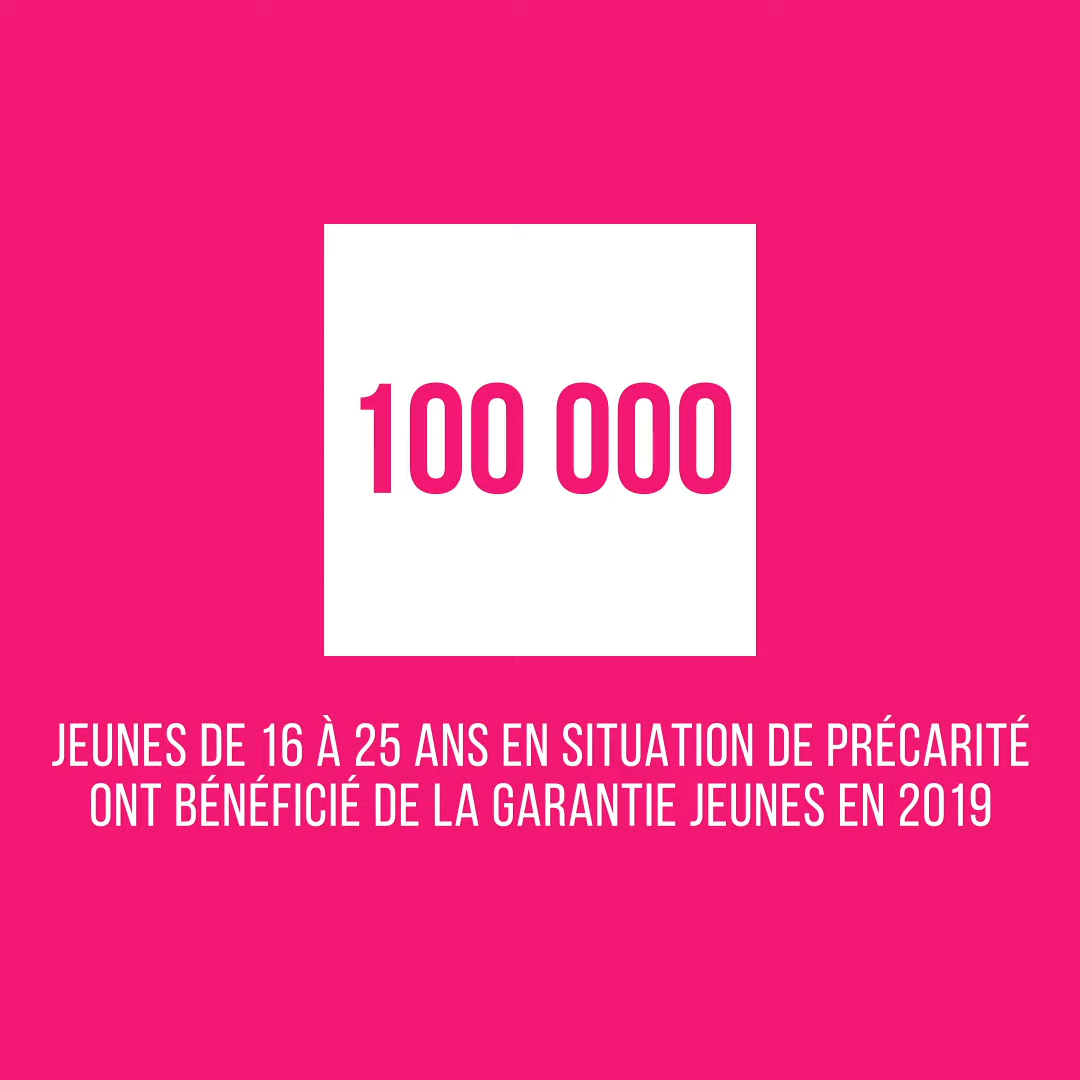 100 000
JEUNES DE 16 À 25 ANS EN SITUATION DE PRÉCARITÉ
ONT BÉNÉFICIÉ DE LA GARANTIE JEUNES EN 2019